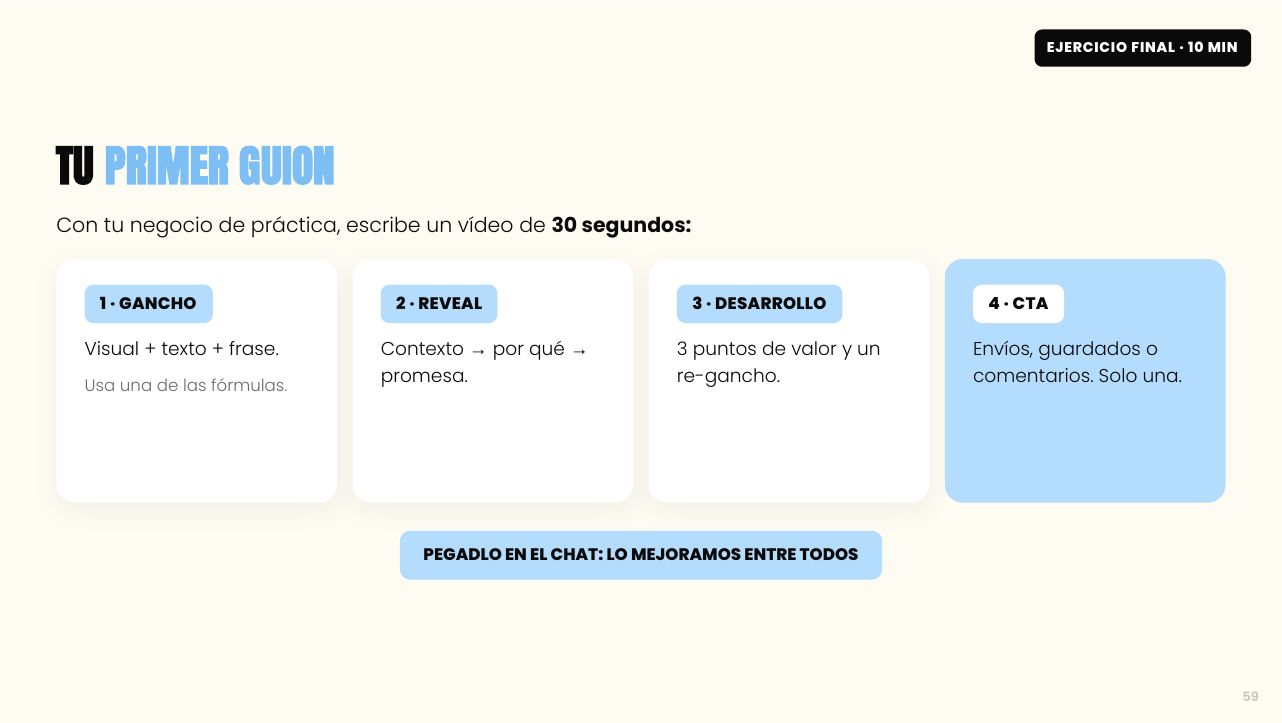 EJERCICIO FINAL · 10 MIN
TU PRIMER GUION
Con tu negocio de práctica, escribe un vídeo de 30 segundos:
1 · GANCHO
Visual + texto + frase.
Usa una de las fórmulas.
2 · REVEAL
Contexto → por qué →
promesa.
3 · DESARROLLO
3 puntos de valor y un
re-gancho.
4 · CTA
Envíos, guardados o
comentarios. Solo una.
PEGADLO EN EL CHAT: LO MEJORAMOS ENTRE TODOS
59